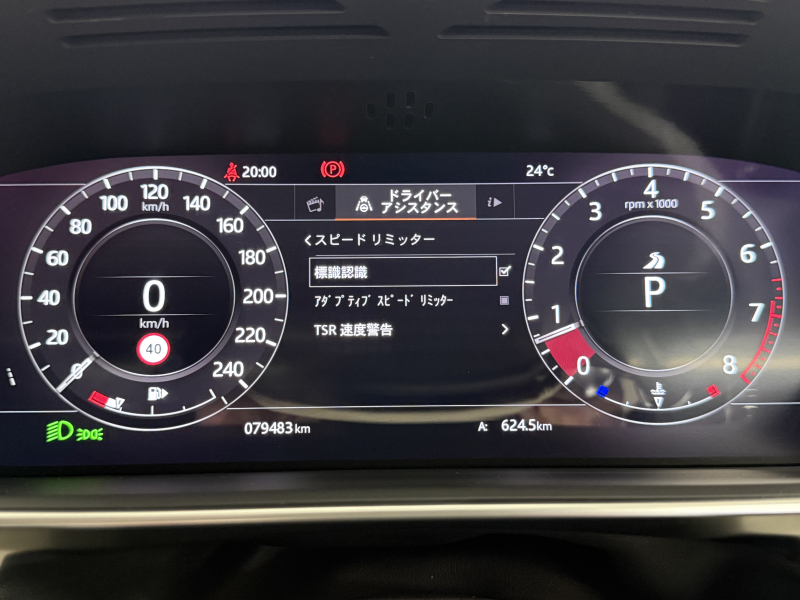 20:00
P
24°c
ドライバー
アシスタンス
i
スピード リミッター
標識認識
アダプティブ スピード リミッター
TSR 速度警告
0
20
40
60
80
100
120
140
160
180
200
220
240
km/h
0
km/h
40
0
1
2
3
4
5
6
7
8
rpm x 1000
P
079483 km
A: 624.5km